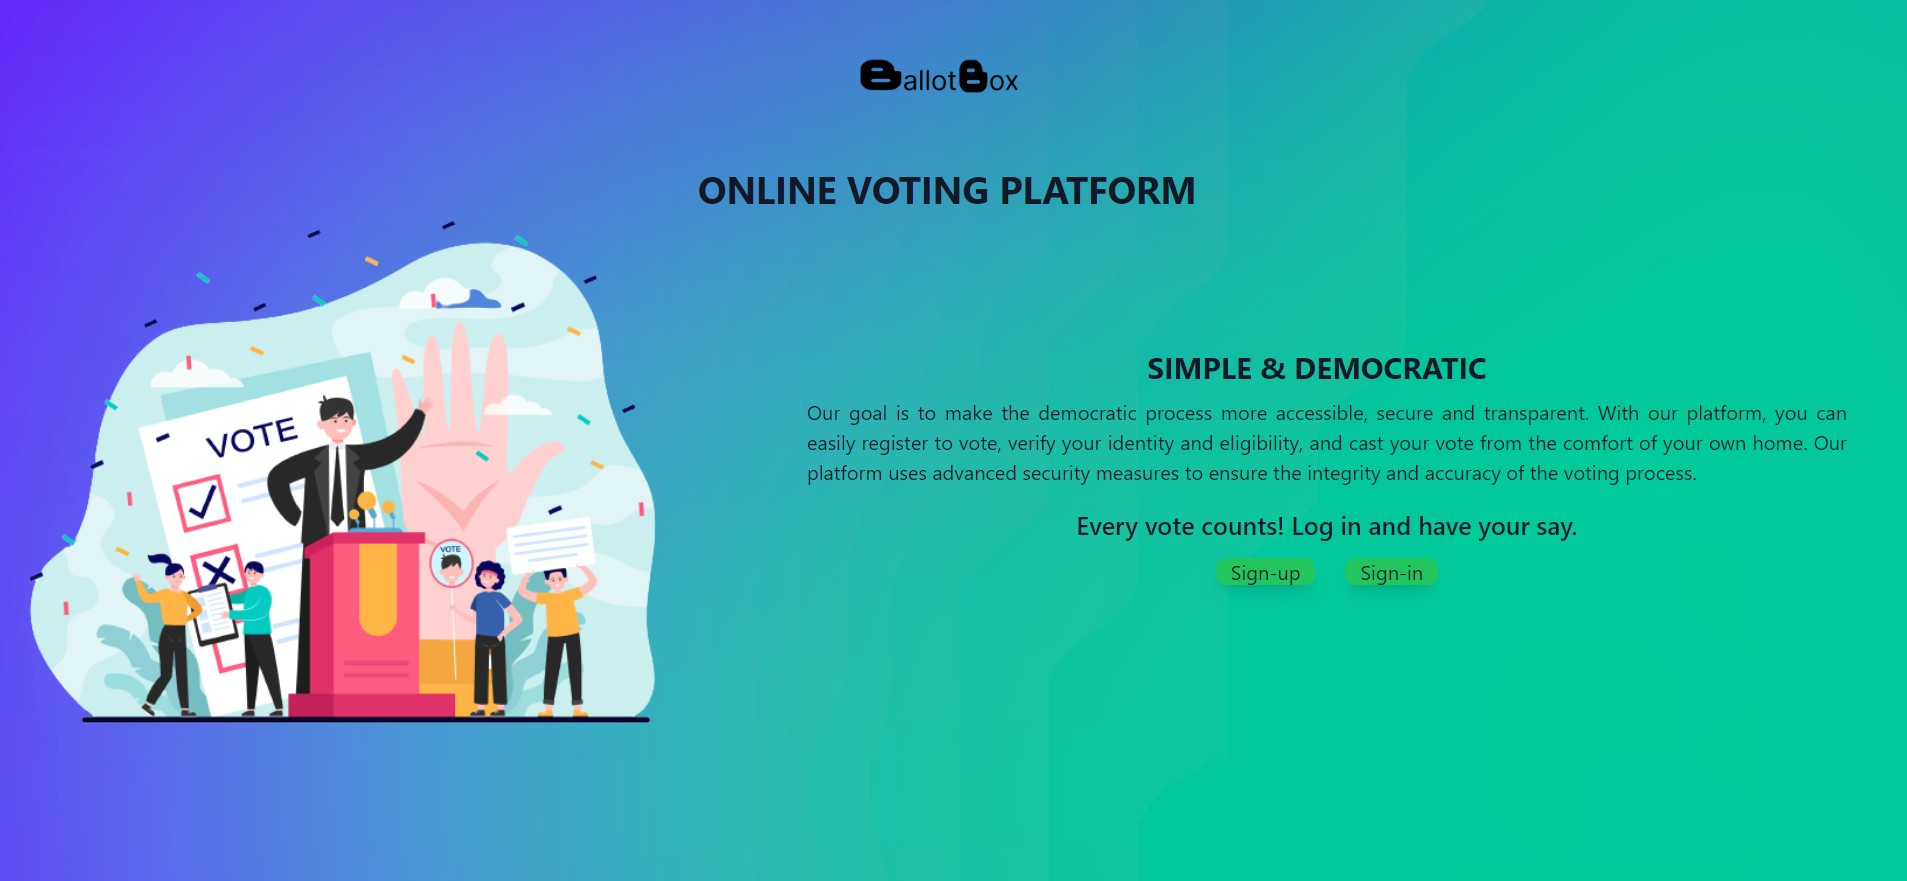 BallotBox
ONLINE VOTING PLATFORM
VOTE
VOTE
SIMPLE & DEMOCRATIC
Our goal is to make the democratic process more accessible, secure and transparent. With our platform, you can
easily register to vote, verify your identity and eligibility, and cast your vote from the comfort of your own home. Our
platform uses advanced security measures to ensure the integrity and accuracy of the voting process.
Every vote counts! Log in and have your say.
Sign-up
Sign-in